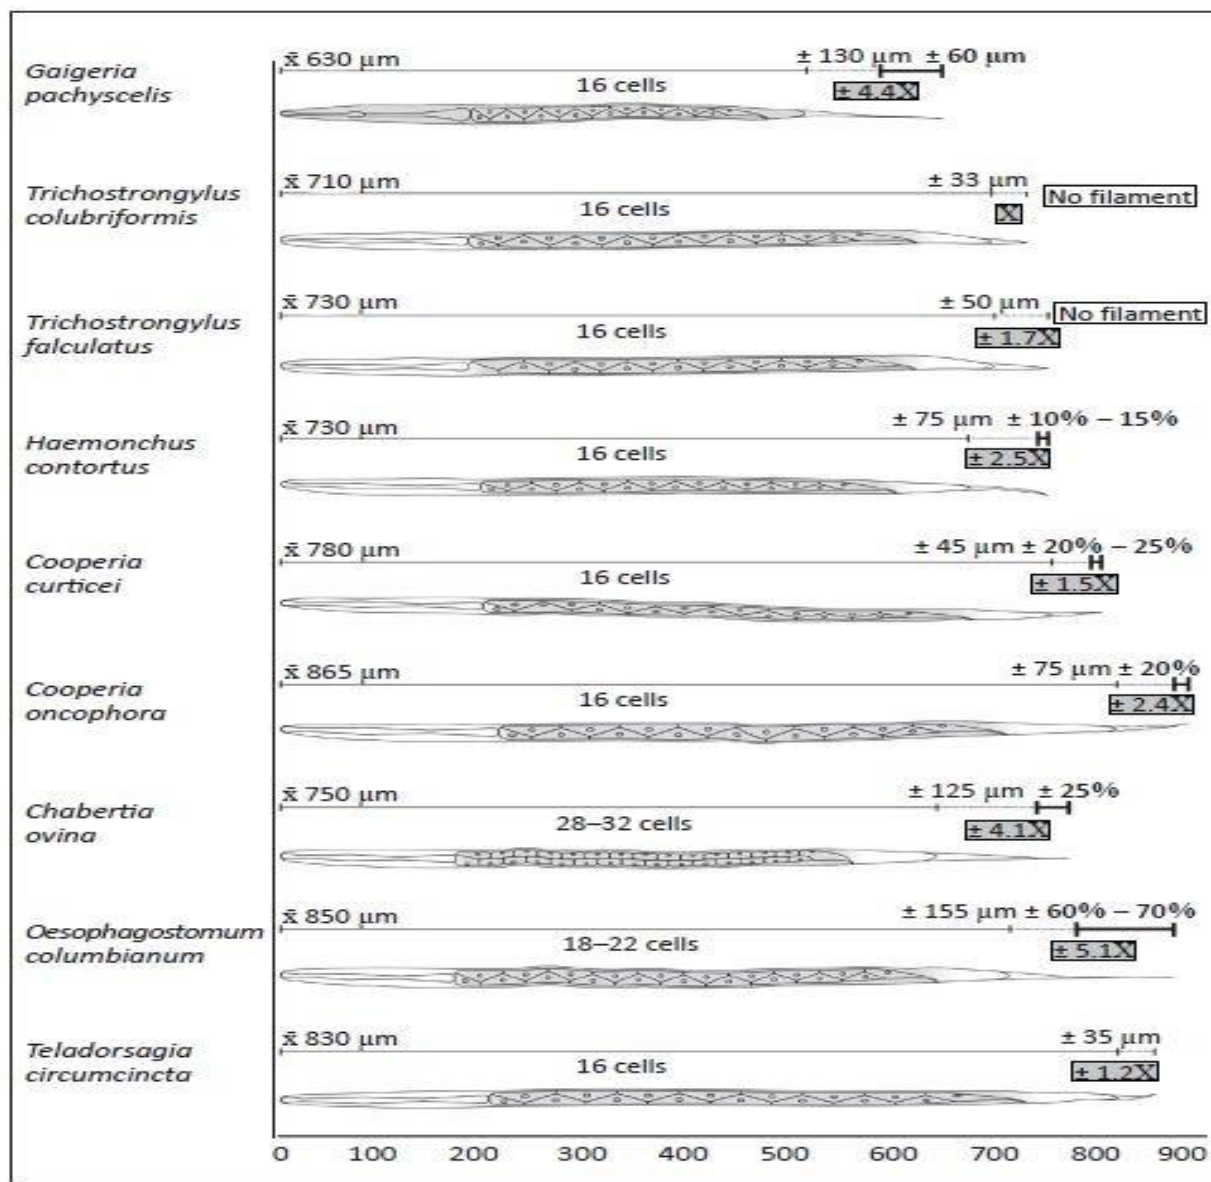 x̄ 630 µm ± 130 µm ± 60 µm
Gaigeria
pachyscelis
16 cells
± 4.4X
x̄ 710 µm ± 33 µm
Trichostrongylus
colubriformis
No filament
16 cells
X
x̄ 730 µm ± 50 µm
Trichostrongylus
falculatus
No filament
16 cells
± 1.7X
x̄ 730 µm ± 75 µm ± 10% – 15%
Haemonchus
contortus
16 cells
± 2.5X
x̄ 780 µm ± 45 µm ± 20% – 25%
Cooperia
curticei
16 cells
± 1.5X
x̄ 865 µm ± 75 µm ± 20%
Cooperia
oncophora
16 cells
± 2.4X
x̄ 750 µm ± 125 µm ± 25%
Chabertia
ovina
28–32 cells
± 4.1X
x̄ 850 µm ± 155 µm ± 60% – 70%
Oesophagostomum
columbianum
18–22 cells
± 5.1X
x̄ 830 µm ± 35 µm
Teladorsagia
circumcincta
16 cells
± 1.2X
0 100 200 300 400 500 600 700 800 900